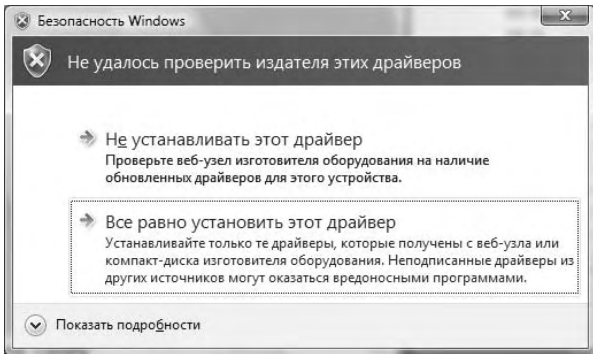 Безопасность Windows
Не удалось проверить издателя этих драйверов
Не устанавливать этот драйвер
Проверьте веб-узел изготовителя оборудования на наличие
обновленных драйверов для этого устройства.
Все равно установить этот драйвер
Устанавливайте только те драйверы, которые получены с веб-узла или
компакт-диска изготовителя оборудования. Неподписанные драйверы из
других источников могут оказаться вредоносными программами.
Показать подробности